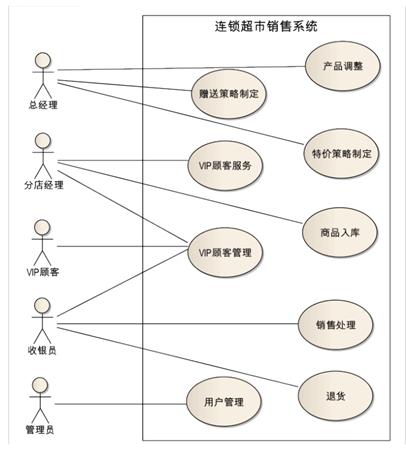 连锁超市销售系统
产品调整
总经理
赠送策略制定
特价策略制定
分店经理
VIP顾客服务
商品入库
VIP顾客
VIP顾客管理
收银员
销售处理
退货
管理员
用户管理